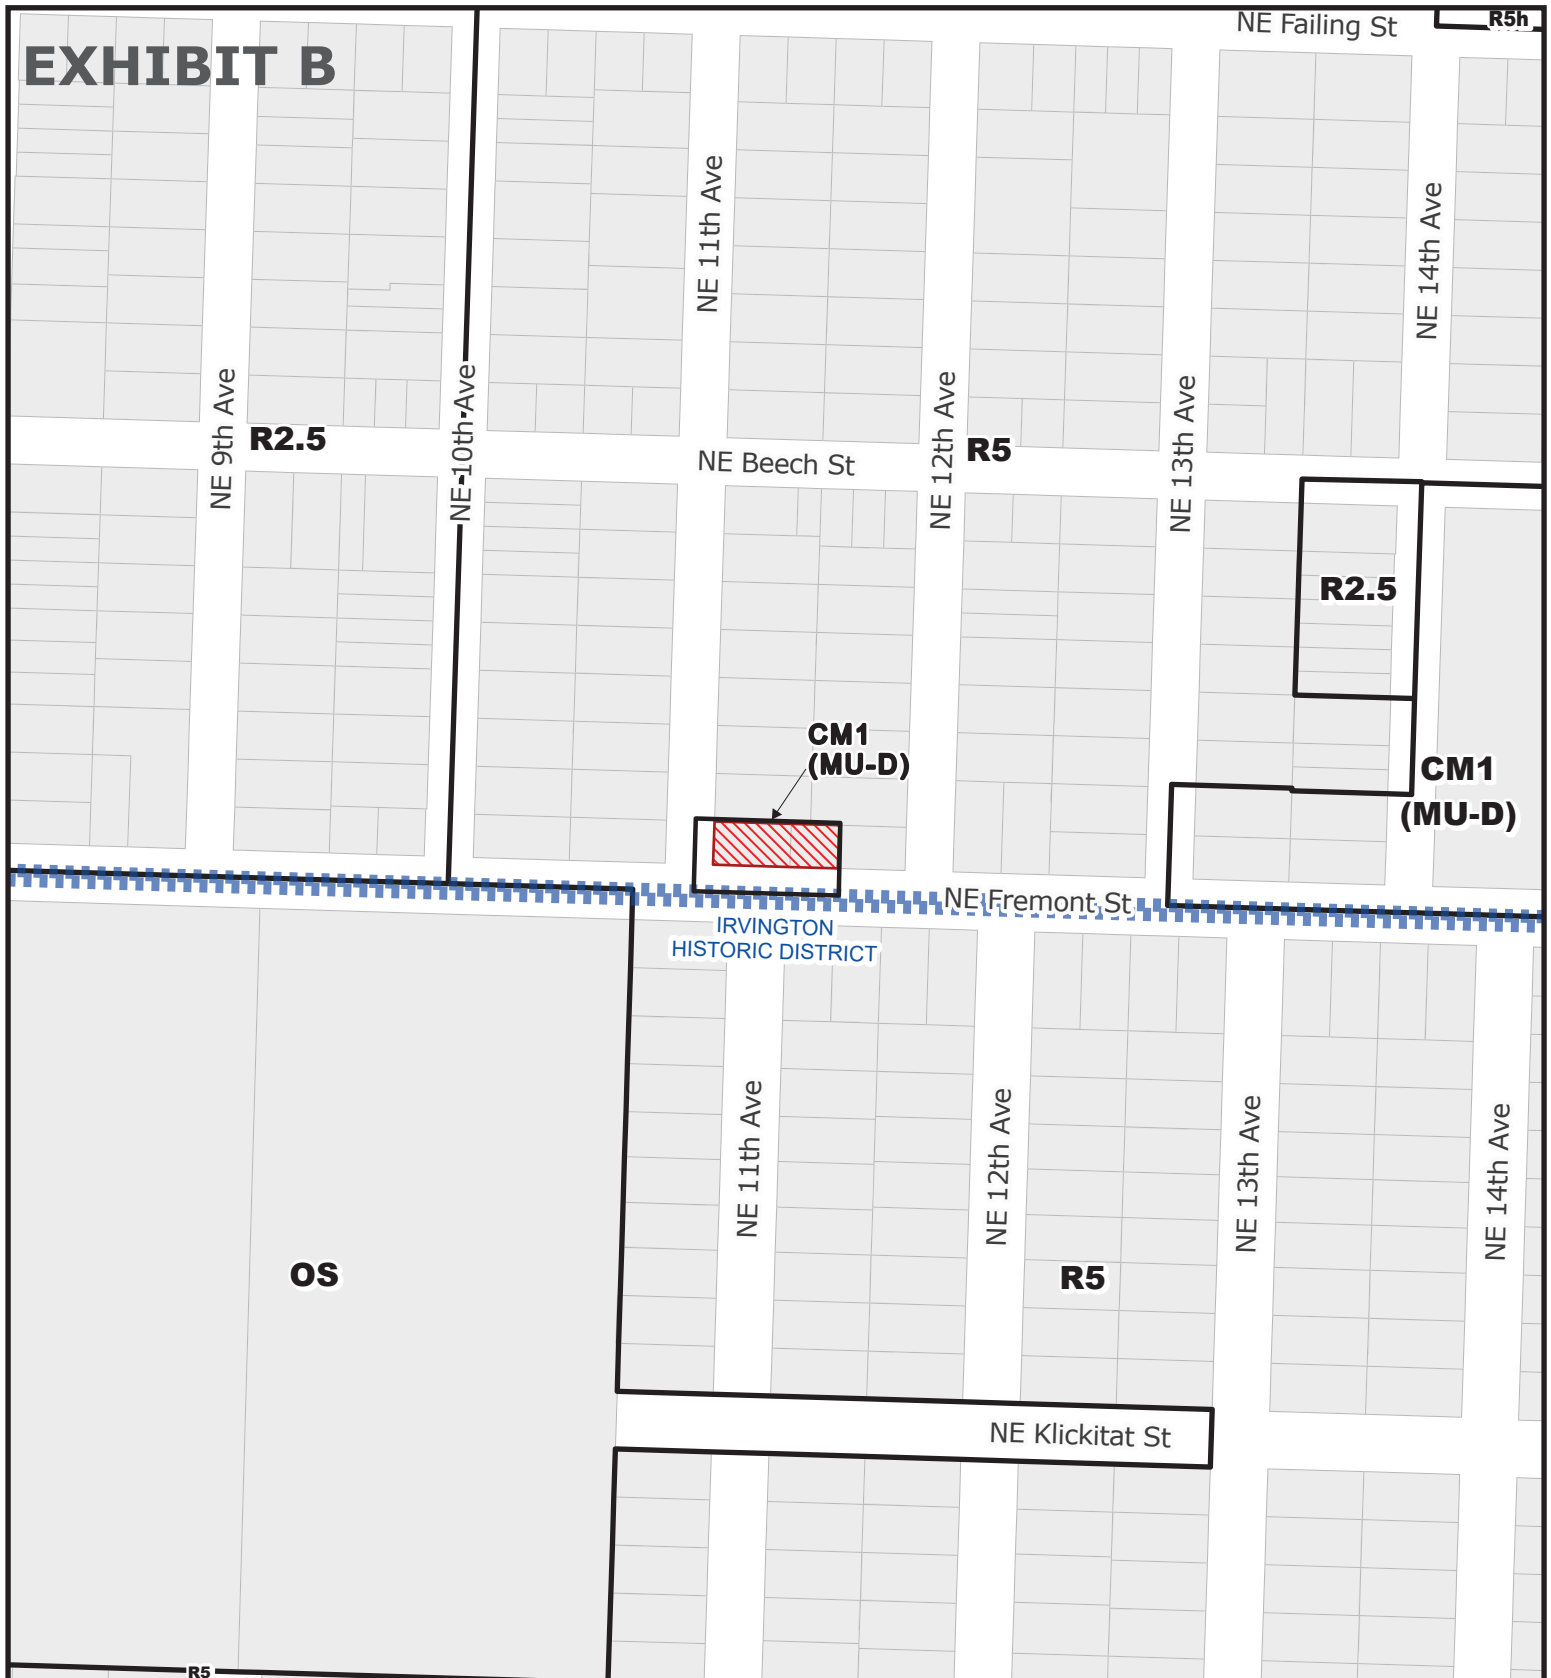 NE Failing St
R5h
EXHIBIT B
NE 11th Ave
NE 14th Ave
NE 9th Ave
NE 10th Ave
NE 12th Ave
NE 13th Ave
R2.5
R5
NE Beech St
R2.5
CM1
(MU-D)
CM1
(MU-D)
NE Fremont St
IRVINGTON
HISTORIC DISTRICT
NE 11th Ave
NE 12th Ave
NE 13th Ave
NE 14th Ave
OS
R5
NE Klickitat St
R5